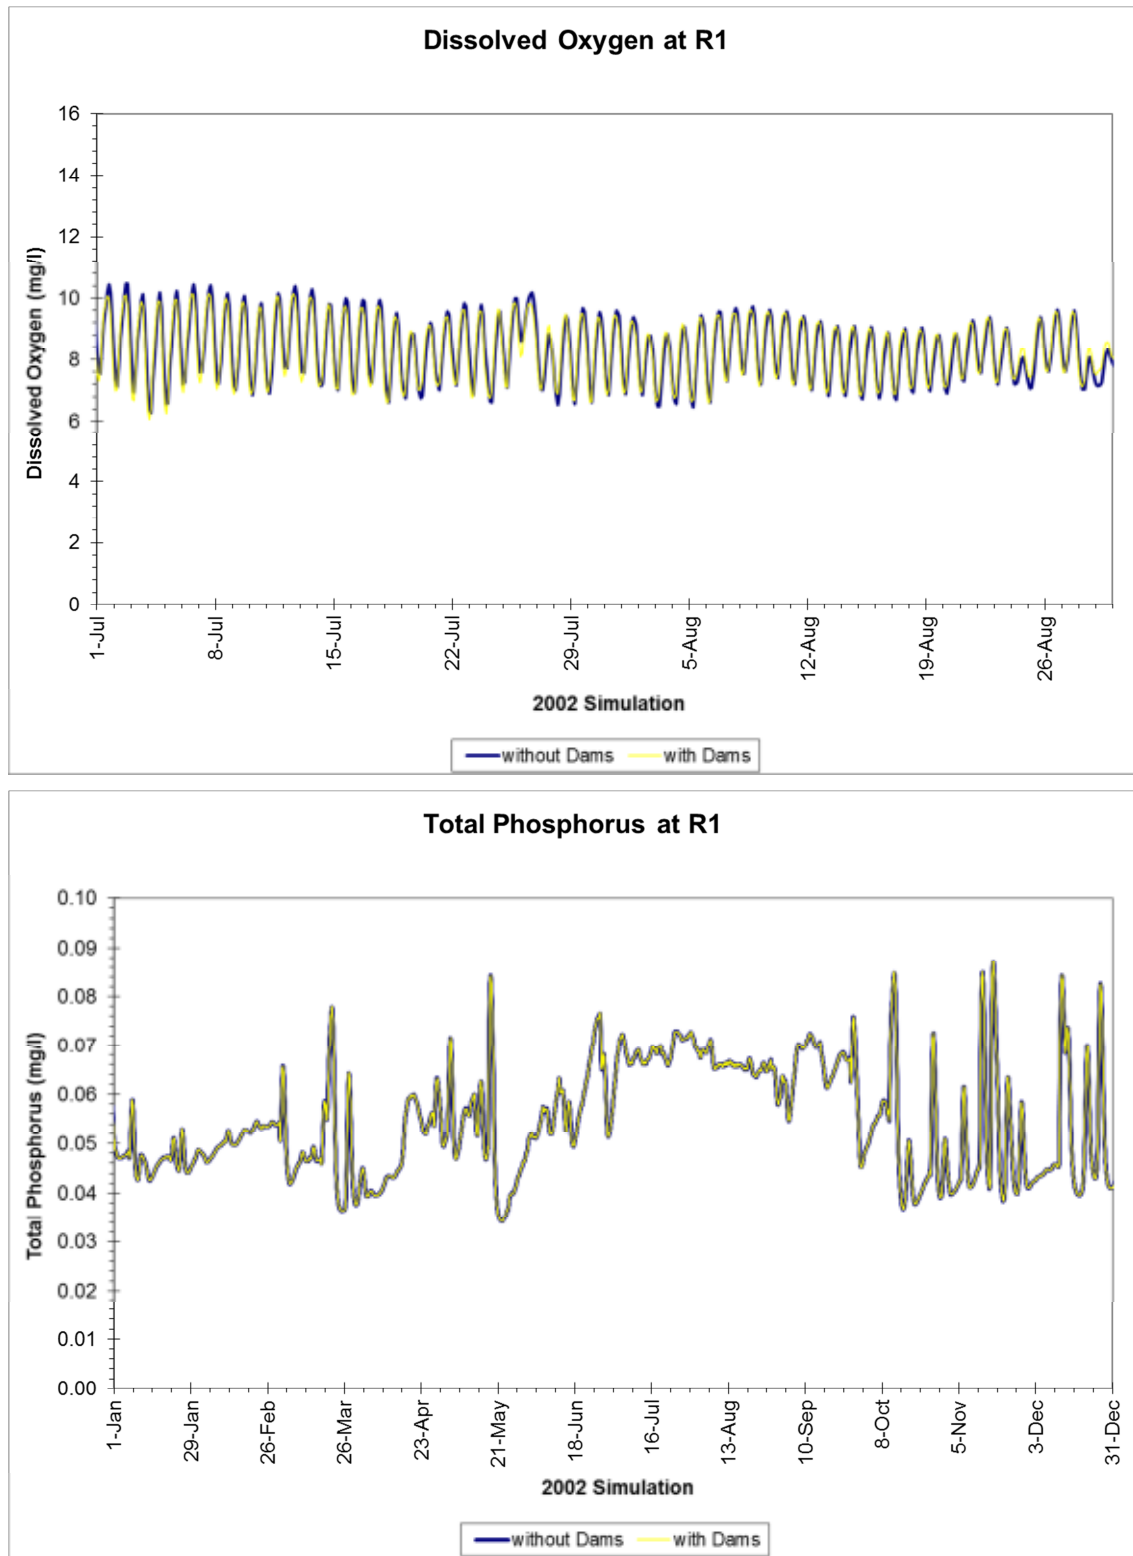 Dissolved Oxygen at R1
16
14
12
10
8
6
4
2
0
Dissolved Oxygen (mg/l)
1-Jul
8-Jul
15-Jul
22-Jul
29-Jul
5-Aug
12-Aug
19-Aug
26-Aug
2002 Simulation
without Dams with Dams
Total Phosphorus at R1
0.10
0.09
0.08
0.07
0.06
0.05
0.04
0.03
0.02
0.01
0.00
Total Phosphorus (mg/l)
1-Jan
29-Jan
26-Feb
26-Mar
23-Apr
21-May
18-Jun
16-Jul
13-Aug
10-Sep
8-Oct
5-Nov
3-Dec
31-Dec
2002 Simulation
without Dams with Dams